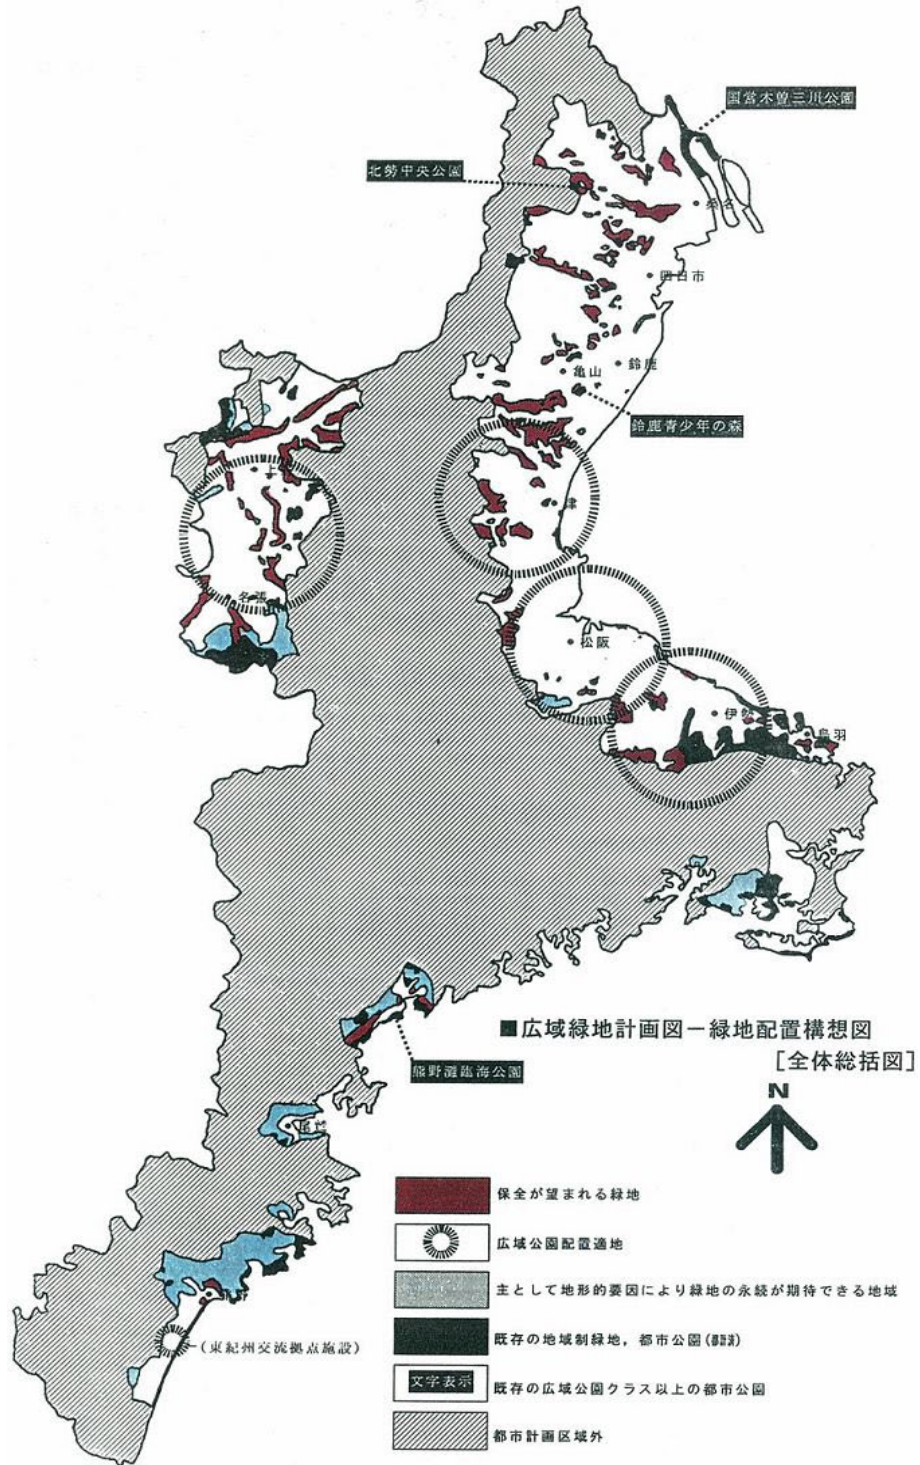 国営木曽三川公園
北勢中央公園
桑名
四日市
鈴鹿
亀山
鈴鹿青少年の森
上
津
名張
松阪
伊勢
鳥羽
■広域緑地計画図－緑地配置構想図
[全体総括図]
熊野灘臨海公園
N
尾鷲
保全が望まれる緑地
広域公園配置適地
主として地形的要因により緑地の永続が期待できる地域
(東紀州交流拠点施設)
既存の地域制緑地，都市公園
文字表示
既存の広域公園クラス以上の都市公園
都市計画区域外